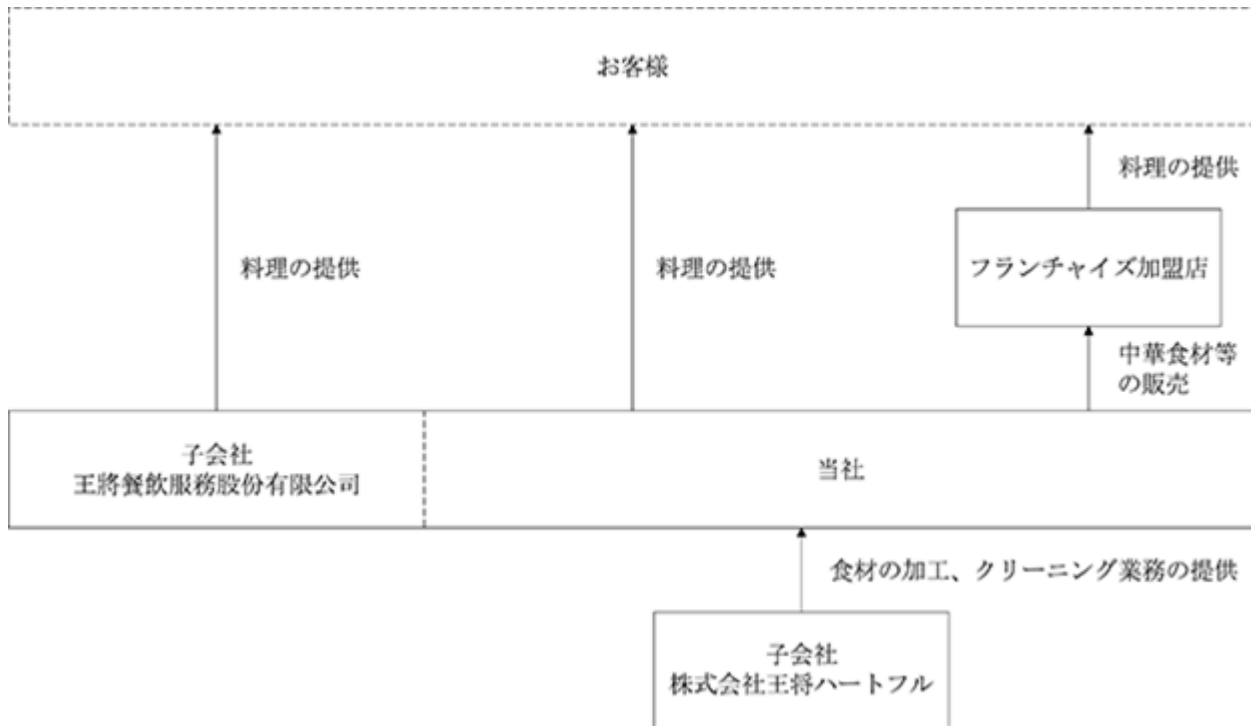 お客様
料理の提供
フランチャイズ加盟店
料理の提供
料理の提供
中華食材等
の販売
子会社
王將餐飲服務股份有限公司
当社
食材の加工、クリーニング業務の提供
子会社
株式会社王将ハートフル